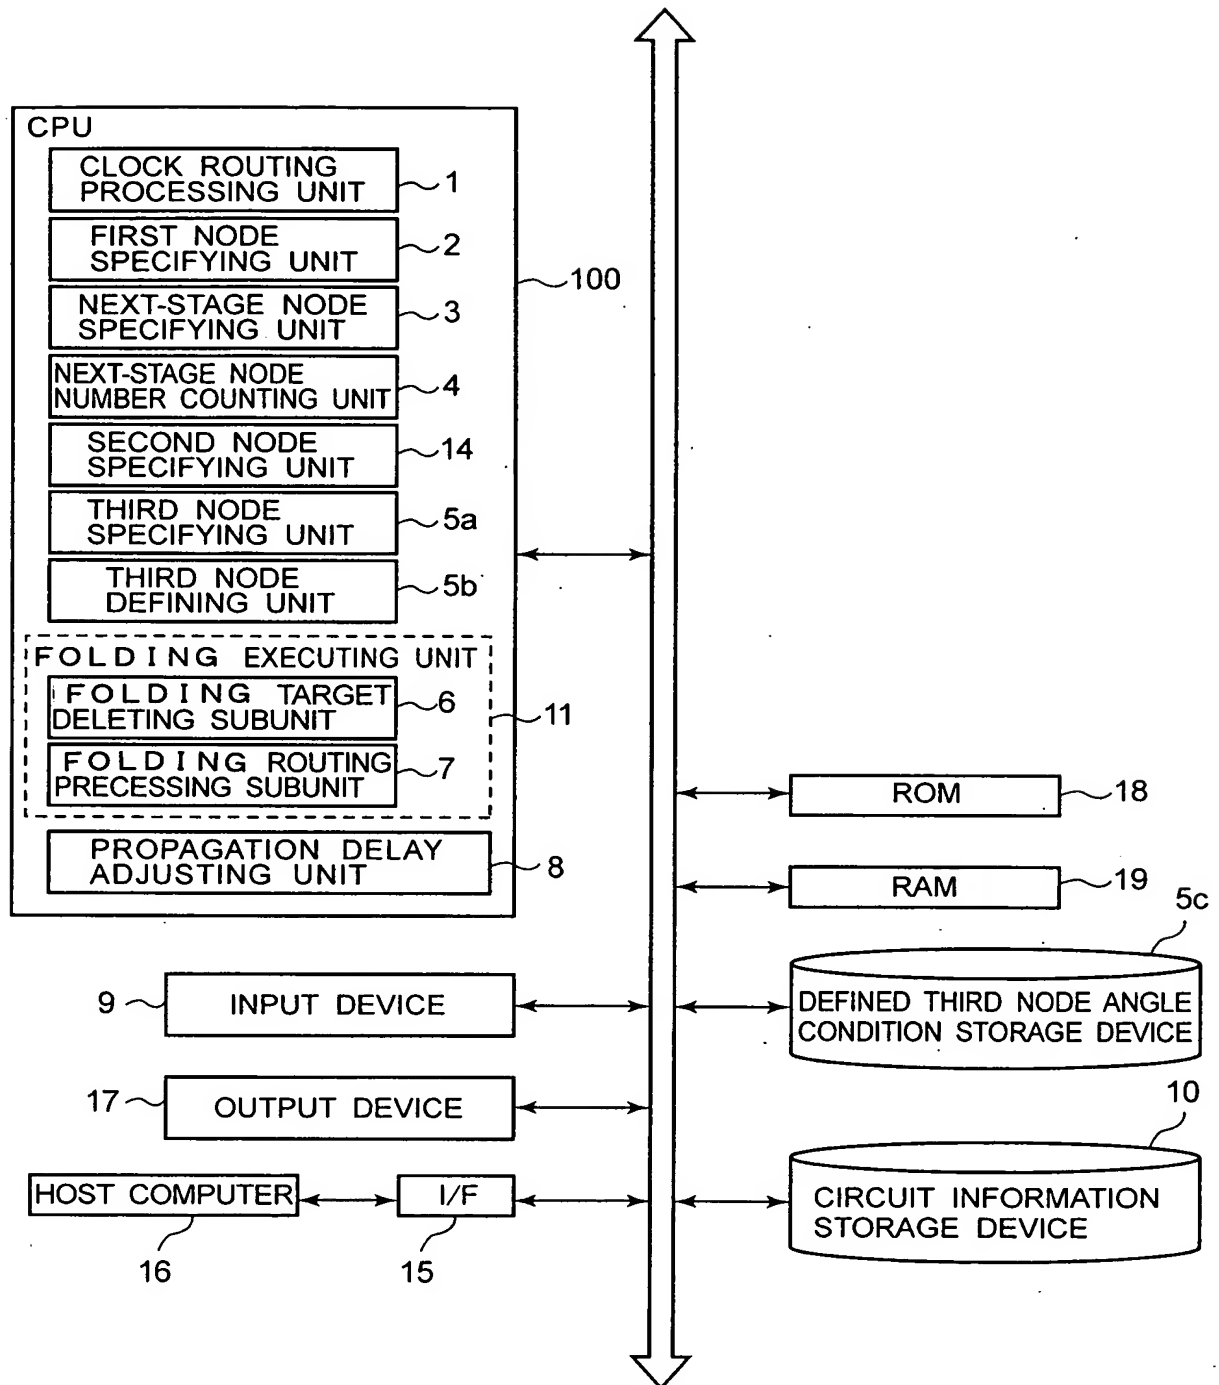 CPU
CLOCK ROUTING
PROCESSING UNIT
1
FIRST NODE
SPECIFYING UNIT
2
100
NEXT-STAGE NODE
SPECIFYING UNIT
3
NEXT-STAGE NODE
NUMBER COUNTING UNIT
4
SECOND NODE
SPECIFYING UNIT
14
THIRD NODE
SPECIFYING UNIT
5a
THIRD NODE
DEFINING UNIT
5b
FOLDING EXECUTING UNIT
FOLDING TARGET
DELETING SUBUNIT
6
11
FOLDING ROUTING
PRECESSING SUBUNIT
7
PROPAGATION DELAY
ADJUSTING UNIT
8
ROM
18
RAM
19
5c
9
INPUT DEVICE
DEFINED THIRD NODE ANGLE
CONDITION STORAGE DEVICE
17
OUTPUT DEVICE
10
HOST COMPUTER
I/F
CIRCUIT INFORMATION
STORAGE DEVICE
16
15